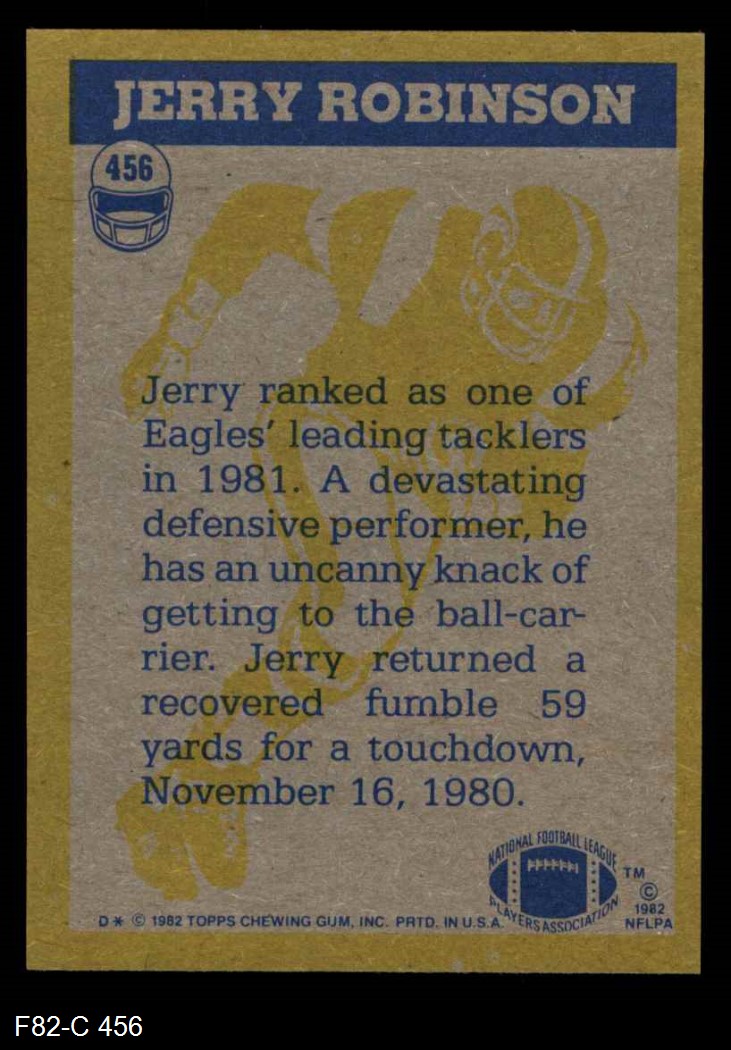 JERRY ROBINSON
456
Jerry ranked as one of
Eagles' leading tacklers
in 1981. A devastating
defensive performer, he
has an uncanny knack of
getting to the ball-car-
rier. Jerry returned a
recovered fumble 59
yards for a touchdown,
November 16, 1980.
NATIONAL FOOTBALL LEAGUE
PLAYERS ASSOCIATION
TM
©
1982
NFLPA
D* © 1982 TOPPS CHEWING GUM, INC. PRTD. IN U.S.A.
F82-C 456